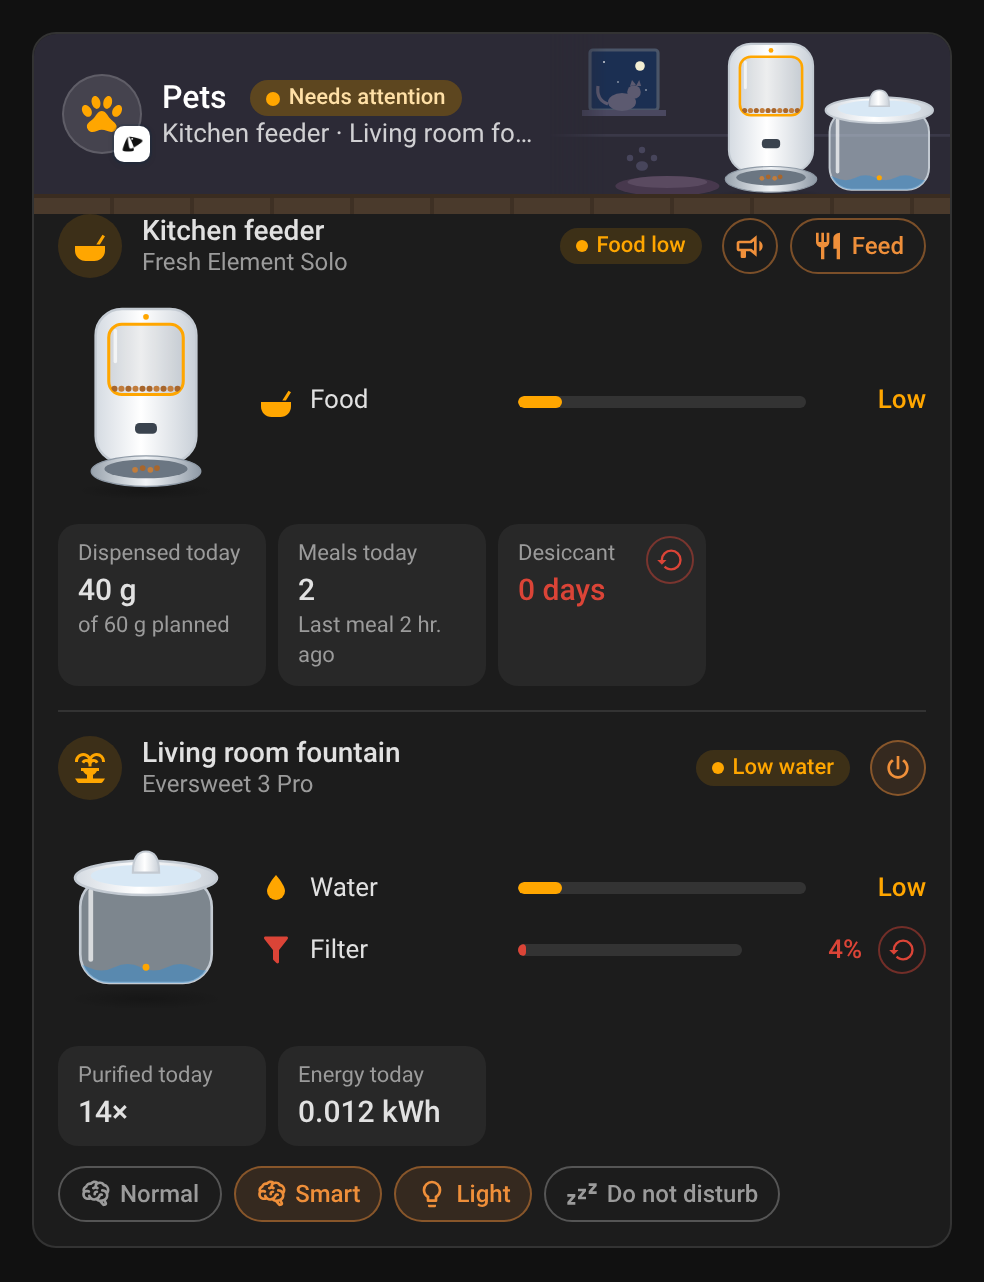 Pets
Needs attention
Kitchen feeder · Living room fo...
Kitchen feeder
Fresh Element Solo
Food low
Feed
Food
Low
Dispensed today
40 g
of 60 g planned
Meals today
2
Last meal 2 hr.
ago
Desiccant
0 days
Living room fountain
Eversweet 3 Pro
Low water
Water
Low
Filter
4%
Purified today
14×
Energy today
0.012 kWh
Normal
Smart
Light
Do not disturb